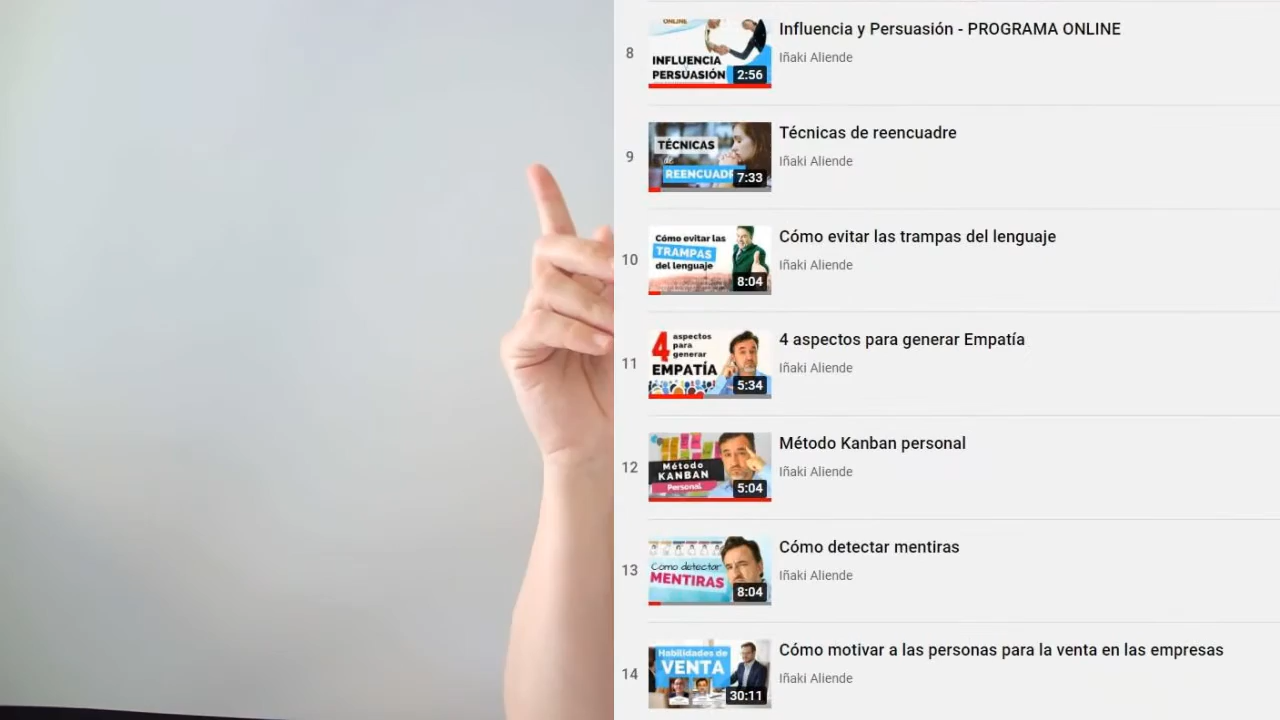 8
ONLINE
INFLUENCIA
PERSUASIÓN
2:56
Influencia y Persuasión - PROGRAMA ONLINE
Iñaki Aliende
9
TÉCNICAS
de
REENCUADR
7:33
Técnicas de reencuadre
Iñaki Aliende
10
Cómo evitar las
TRAMPAS
del lenguaje
8:04
Cómo evitar las trampas del lenguaje
Iñaki Aliende
11
4 aspectos
para
generar
EMPATÍA
5:34
4 aspectos para generar Empatía
Iñaki Aliende
12
Método
KANBAN
Personal
5:04
Método Kanban personal
Iñaki Aliende
13
Como detectar
MENTIRAS
8:04
Cómo detectar mentiras
Iñaki Aliende
14
Habilidades de
VENTA
30:11
Cómo motivar a las personas para la venta en las empresas
Iñaki Aliende